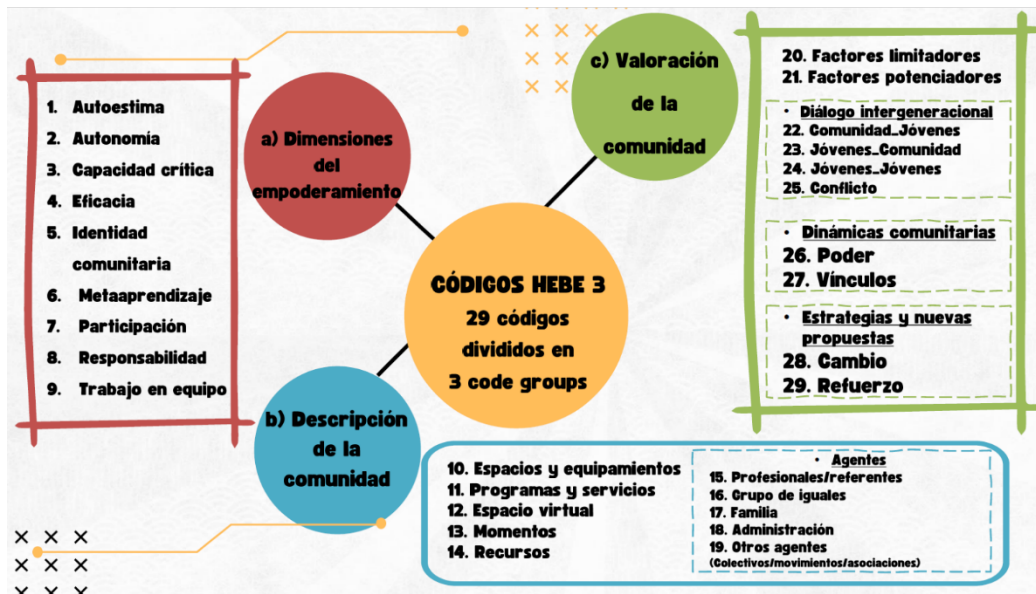 CÓDIGOS HEBE 3
29 códigos
divididos en
3 code groups
a) Dimensiones
del
empoderamiento
1. Autoestima
2. Autonomía
3. Capacidad crítica
4. Eficacia
5. Identidad
comunitaria
6. Metaaprendizaje
7. Participación
8. Responsabilidad
9. Trabajo en equipo
b) Descripción
de la
comunidad
10. Espacios y equipamientos
11. Programas y servicios
12. Espacio virtual
13. Momentos
14. Recursos
• Agentes
15. Profesionales/referentes
16. Grupo de iguales
17. Familia
18. Administración
19. Otros agentes
(Colectivos/movimientos/asociaciones)
c) Valoración
de la
comunidad
20. Factores limitadores
21. Factores potenciadores
• Diálogo intergeneracional
22. Comunidad_Jóvenes
23. Jóvenes_Comunidad
24. Jóvenes_Jóvenes
25. Conflicto
• Dinámicas comunitarias
26. Poder
27. Vínculos
• Estrategias y nuevas
propuestas
28. Cambio
29. Refuerzo